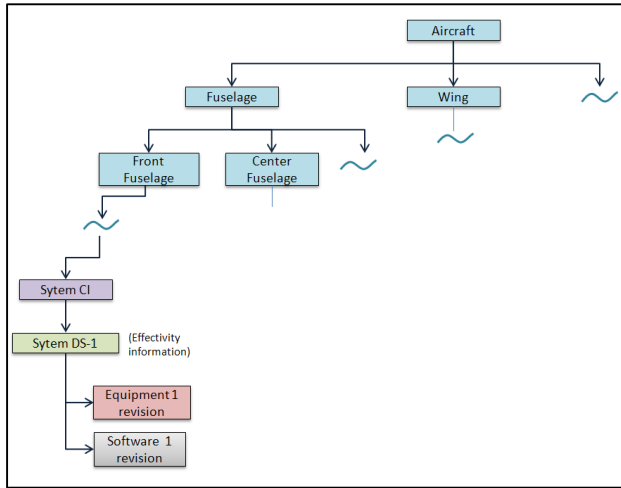 Aircraft
Fuselage
Wing
Front
Fuselage
Center
Fuselage
Sytem CI
Sytem DS-1
(Effectivity
information)
Equipment 1
revision
Software 1
revision